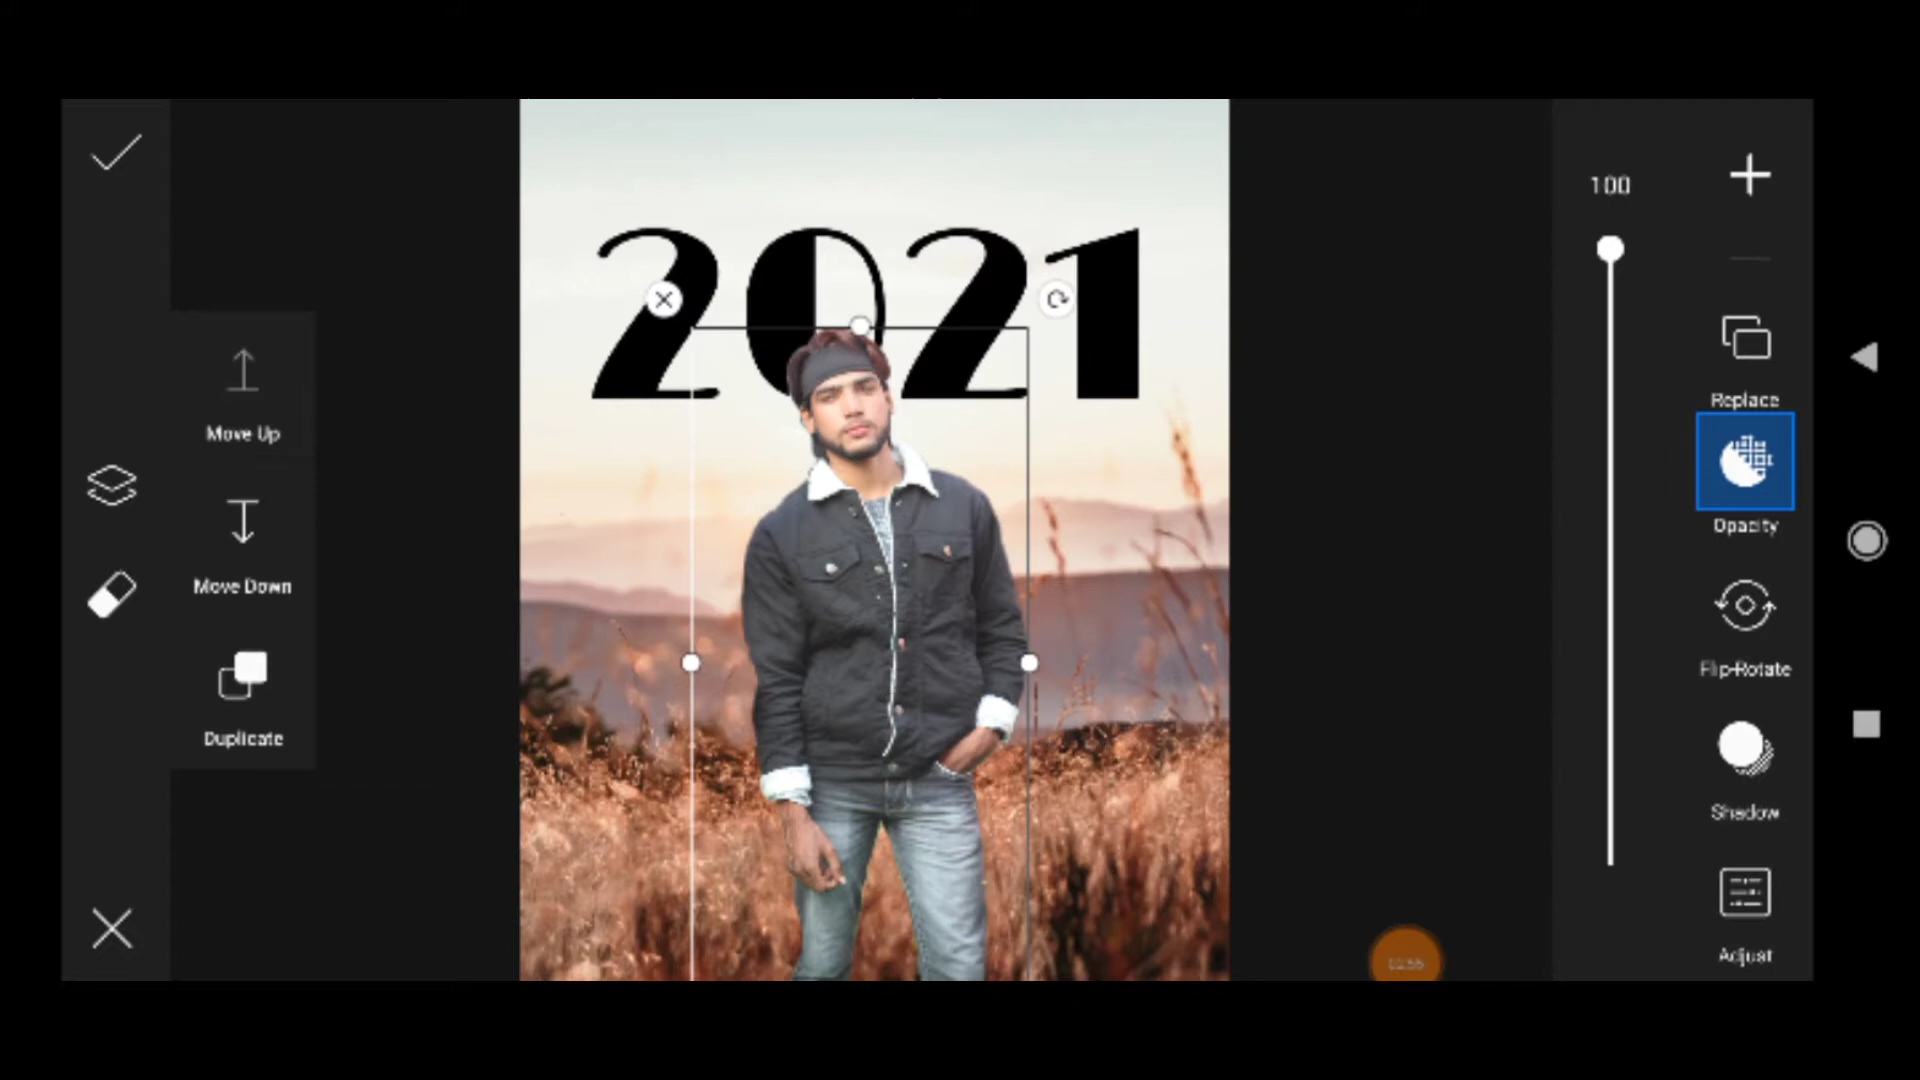 2021
100
Replace
Opacity
Flip-Rotate
Shadow
Adjust
Move Up
Move Down
Duplicate